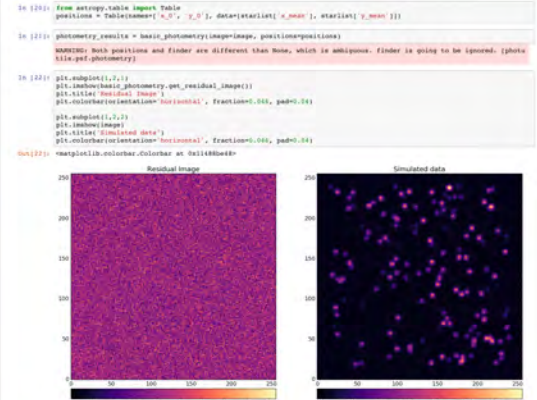 In [20]: from astropy.table import Table
positions = Table(names=['x_0', 'y_0'], data=[starlist['x_mean'], starlist['y_mean']])
In [21]: photometry_results = basic_photometry(image=image, positions=positions)
WARNING: Both positions and finder are different than None, which is ambiguous. finder is going to be ignored. [photu
tils.psf.photometry]
In [22]: plt.subplot(1,2,1)
plt.imshow(basic_photometry.get_residual_image())
plt.title('Residual Image')
plt.colorbar(orientation='horizontal', fraction=0.046, pad=0.04)
plt.subplot(1,2,2)
plt.imshow(image)
plt.title('Simulated data')
plt.colorbar(orientation='horizontal', fraction=0.046, pad=0.04)
Out[22]: <matplotlib.colorbar.Colorbar at
Residual Image
Simulated data
250
200
150
100
50
0
0 50 100 150 200 250
250
200
150
100
50
0
0 50 100 150 200 250